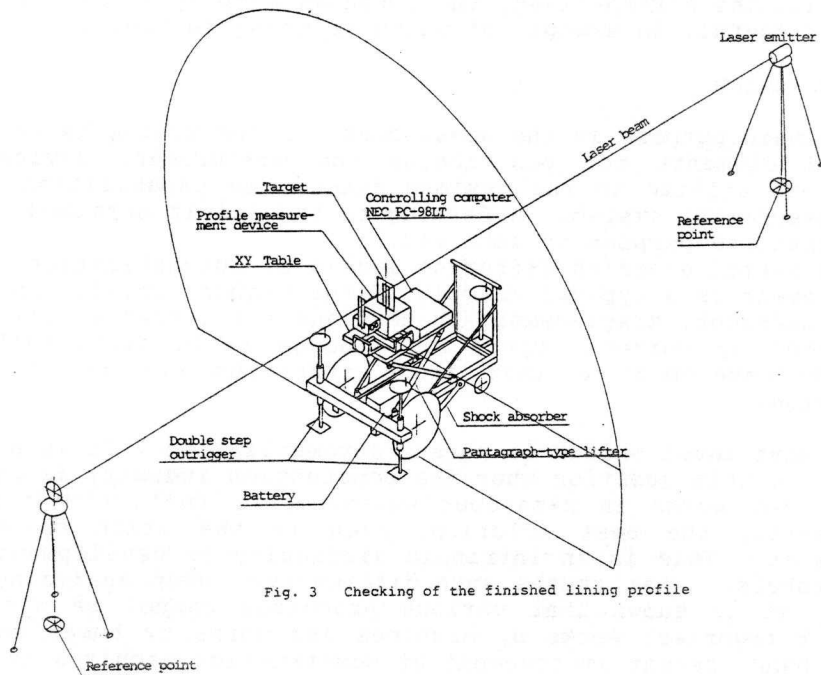 Laser emitter
Laser beam
Target
Controlling computer
NEC PC-98LT
Profile measure-
ment device
XY Table
Reference
point
Shock absorber
Double step
outrigger
Pantagraph-type lifter
Battery
Fig. 3 Checking of the finished lining profile
Reference point